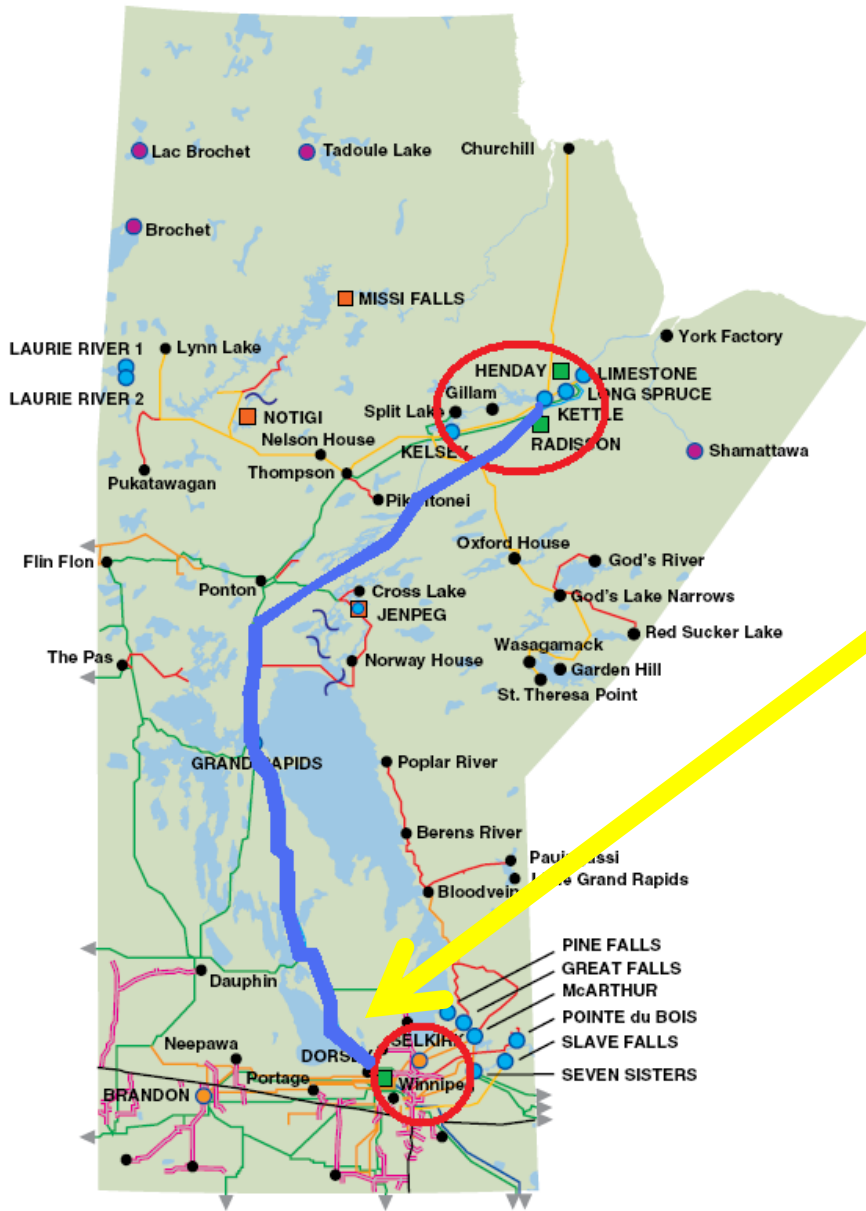 Lac Brochet
Tadoule Lake
Churchill
Brochet
MISSI FALLS
York Factory
LAURIE RIVER 1
Lynn Lake
HENDAY
LIMESTONE
LAURIE RIVER 2
Gillam
LONG SPRUCE
Split Lake
KETTLE
NOTIGI
Nelson House
KELSEY
RADISSON
Shamattawa
Thompson
Pukatawagan
Oxford House
Flin Flon
God's River
Ponton
Cross Lake
God's Lake Narrows
JENPEG
Red Sucker Lake
Wasagamack
The Pas
Norway House
Garden Hill
St. Theresa Point
GRAND RAPIDS
Poplar River
Berens River
Grand Rapids
Bloodvein
PINE FALLS
Dauphin
GREAT FALLS
McARTHUR
POINTE du BOIS
SELKIRK
Neepawa
SLAVE FALLS
Portage
SEVEN SISTERS
BRANDON